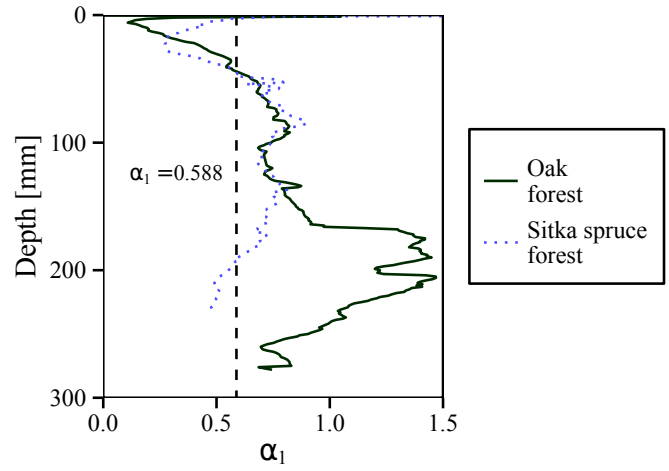 0
100
200
300
Depth [mm]
α₁ =0.588
0.0
0.5
1.0
1.5
α₁
Oak
forest
Sitka spruce
forest